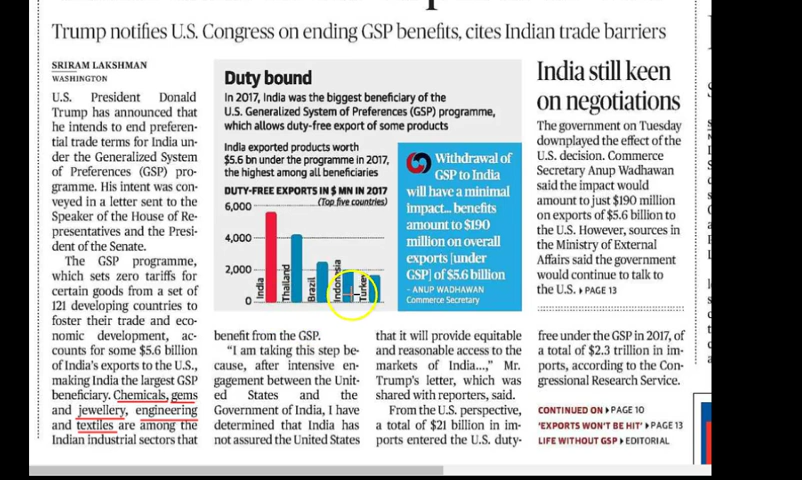 Trump notifies U.S. Congress on ending GSP benefits, cites Indian trade barriers
SRIRAM LAKSHMAN
WASHINGTON
U.S. President Donald
Trump has announced that
he intends to end preferen-
tial trade terms for India un-
der the Generalized System
of Preferences (GSP) pro-
gramme. His intent was con-
veyed in a letter sent to the
Speaker of the House of Re-
presentatives and the Presi-
dent of the Senate.
The GSP programme,
which sets zero tariffs for
certain goods from a set of
121 developing countries to
foster their trade and eco-
nomic development, ac-
counts for some $5.6 billion
of India's exports to the U.S.,
making India the largest GSP
beneficiary. Chemicals, gems
and jewellery, engineering
and textiles are among the
Indian industrial sectors that
Duty bound
In 2017, India was the biggest beneficiary of the
U.S. Generalized System of Preferences (GSP) programme,
which allows duty-free export of some products
India exported products worth
$5.6 bn under the programme in 2017,
the highest among all beneficiaries
DUTY-FREE EXPORTS IN $ MN IN 2017
(Top five countries)
6,000
4,000
2,000
0
India
Thailand
Brazil
Indonesia
Turkey
Withdrawal of
GSP to India
will have a minimal
impact... benefits
amount to $190
million on overall
exports [under
GSP] of $5.6 billion
- ANUP WADHAWAN
Commerce Secretary
benefit from the GSP.
"I am taking this step be-
cause, after intensive en-
gagement between the Unit-
ed States and the
Government of India, I have
determined that India has
not assured the United States
that it will provide equitable
and reasonable access to the
markets of India...," Mr.
Trump's letter, which was
shared with reporters, said.
From the U.S. perspective,
a total of $21 billion in im-
ports entered the U.S. duty-
India still keen
on negotiations
The government on Tuesday
downplayed the effect of the
U.S. decision. Commerce
Secretary Anup Wadhawan
said the impact would
amount to just $190 million
on exports of $5.6 billion to
the U.S. However, sources in
the Ministry of External
Affairs said the government
would continue to talk to
the U.S. ▸ PAGE 13
free under the GSP in 2017, of
a total of $2.3 trillion in im-
ports, according to the Con-
gressional Research Service.
CONTINUED ON ▸ PAGE 10
'EXPORTS WON'T BE HIT' ▸ PAGE 13
LIFE WITHOUT GSP ▸ EDITORIAL